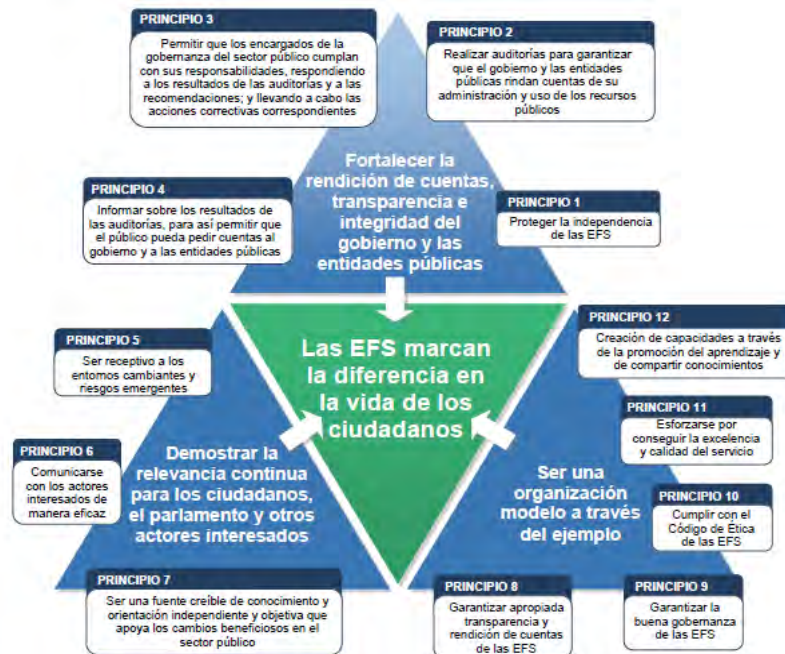 PRINCIPIO 3
Permitir que los encargados de la
gobernanza del sector público cumplan
con sus responsabilidades, respondiendo
a los resultados de las auditorías y a las
recomendaciones; y llevando a cabo las
acciones correctivas correspondientes
PRINCIPIO 2
Realizar auditorías para garantizar
que el gobierno y las entidades
públicas rindan cuentas de su
administración y uso de los recursos
públicos
Fortalecer la
rendición de cuentas,
transparencia e
integridad del
gobierno y las
entidades públicas
PRINCIPIO 4
Informar sobre los resultados de
las auditorías, para así permitir que
el público pueda pedir cuentas al
gobierno y a las entidades públicas
PRINCIPIO 1
Proteger la independencia
de las EFS
PRINCIPIO 12
Creación de capacidades a través
de la promoción del aprendizaje y
de compartir conocimientos
PRINCIPIO 5
Ser receptivo a los
entornos cambiantes y
riesgos emergentes
Las EFS marcan
la diferencia en
la vida de los
ciudadanos
PRINCIPIO 11
Esforzarse por
conseguir la excelencia
y calidad del servicio
PRINCIPIO 6
Comunicarse
con los actores
interesados de
manera eficaz
Demostrar la
relevancia continua
para los ciudadanos,
el parlamento y otros
actores interesados
Ser una
organización
modelo a través
del ejemplo
PRINCIPIO 10
Cumplir con el
Código de Ética
de las EFS
PRINCIPIO 7
Ser una fuente creíble de conocimiento y
orientación independiente y objetiva que
apoya los cambios beneficiosos en el
sector público
PRINCIPIO 8
Garantizar apropiada
transparencia y
rendición de cuentas
de las EFS
PRINCIPIO 9
Garantizar la
buena gobernanza
de las EFS